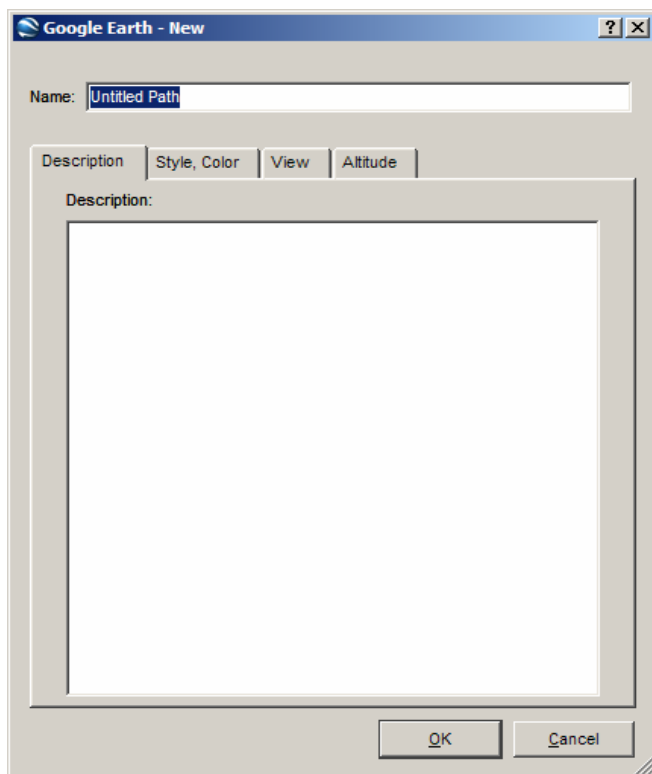 Google Earth - New
? X
Name: Untitled Path
Description Style, Color View Altitude
Description:
OK Cancel